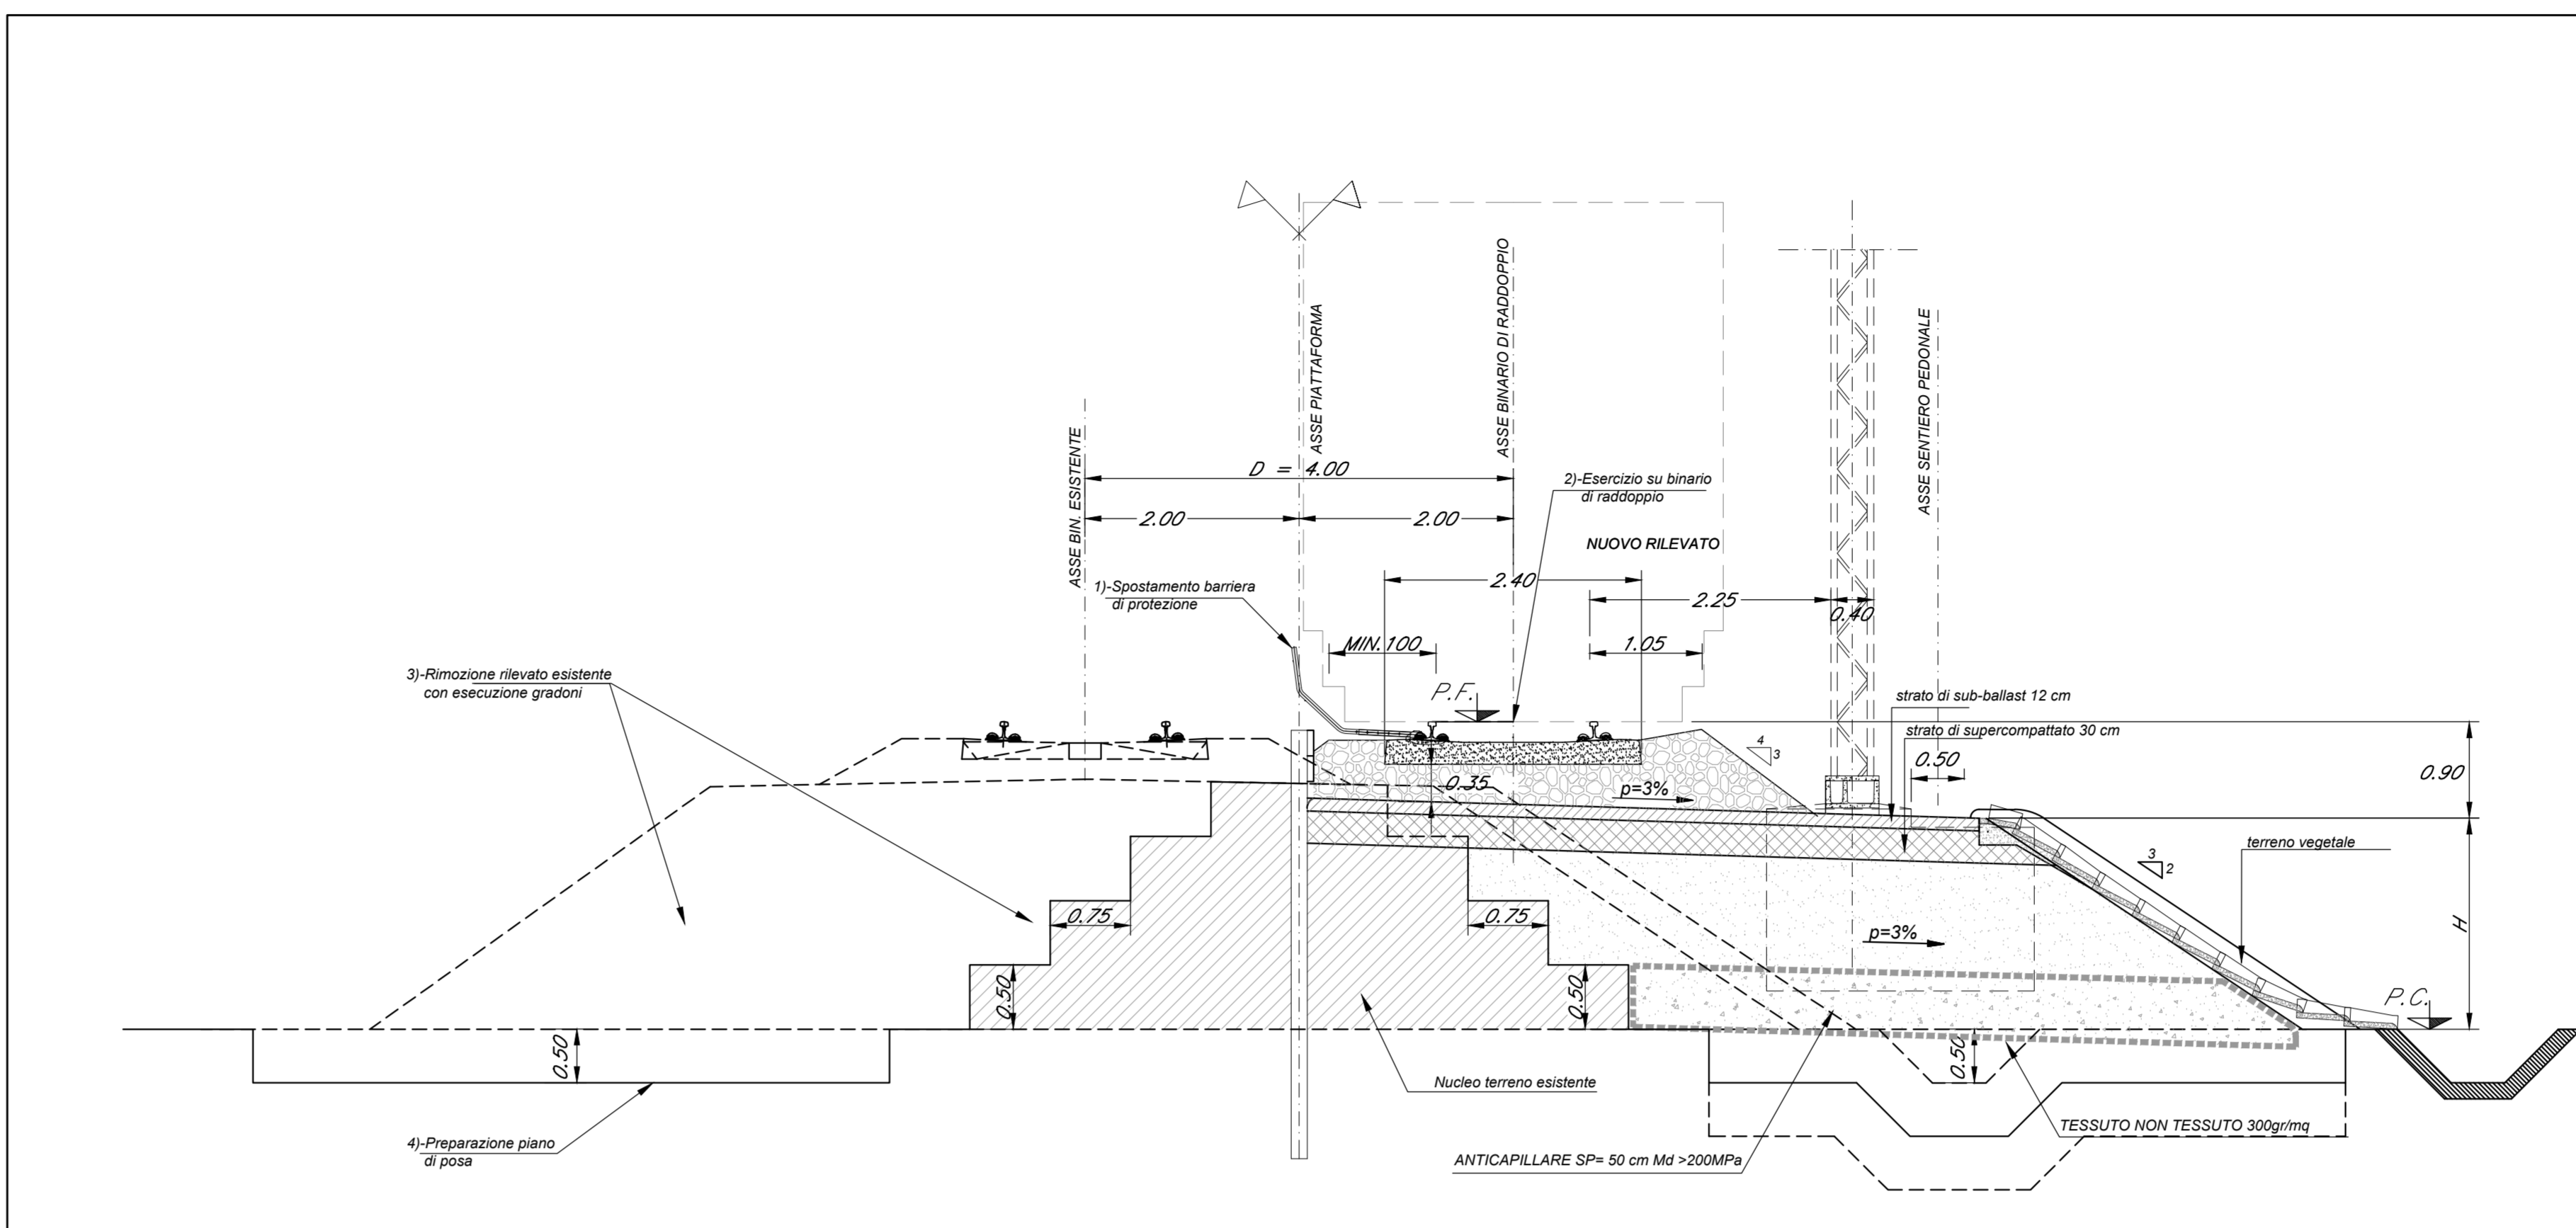 ASSE PIATTAFORMA
ASSE BINARIO DI RADDOPPIO
ASSE SENTIERO PEDONALE
ASSE BIN. ESISTENTE
D = 4.00
2)-Esercizio su binario
di raddoppio
2.00
2.00
NUOVO RILEVATO
2.40
1)-Spostamento barriera
di protezione
2.25
0.40
MIN.100
1.05
3)-Rimozione rilevato esistente
con esecuzione gradoni
P.F.
strato di sub-ballast 12 cm
strato di supercompattato 30 cm
4
3
0.50
0.90
0.35
p=3%
terreno vegetale
3
2
0.75
0.75
H
p=3%
0.50
0.50
P.C.
0.50
0.50
Nucleo terreno esistente
TESSUTO NON TESSUTO 300gr/mq
4)-Preparazione piano
di posa
ANTICAPILLARE SP= 50 cm Md >200MPa